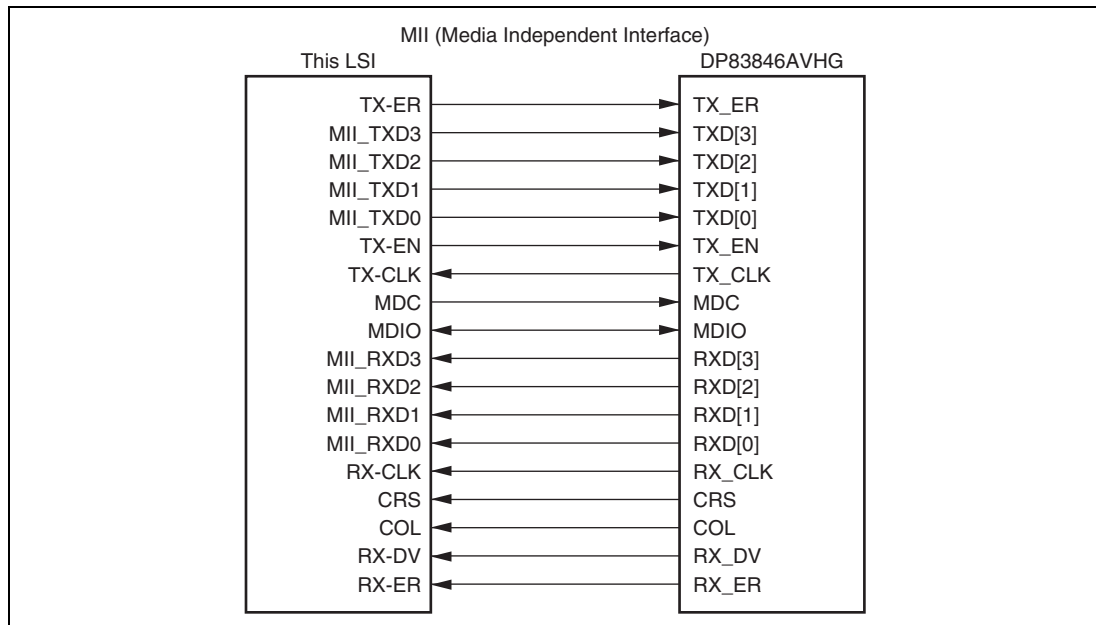 MII (Media Independent Interface)
This LSI DP83846AVHG
TX-ER TX_ER
MII_TXD3 TXD[3]
MII_TXD2 TXD[2]
MII_TXD1 TXD[1]
MII_TXD0 TXD[0]
TX-EN TX_EN
TX-CLK TX_CLK
MDC MDC
MDIO MDIO
MII_RXD3 RXD[3]
MII_RXD2 RXD[2]
MII_RXD1 RXD[1]
MII_RXD0 RXD[0]
RX-CLK RX_CLK
CRS CRS
COL COL
RX-DV RX_DV
RX-ER RX_ER